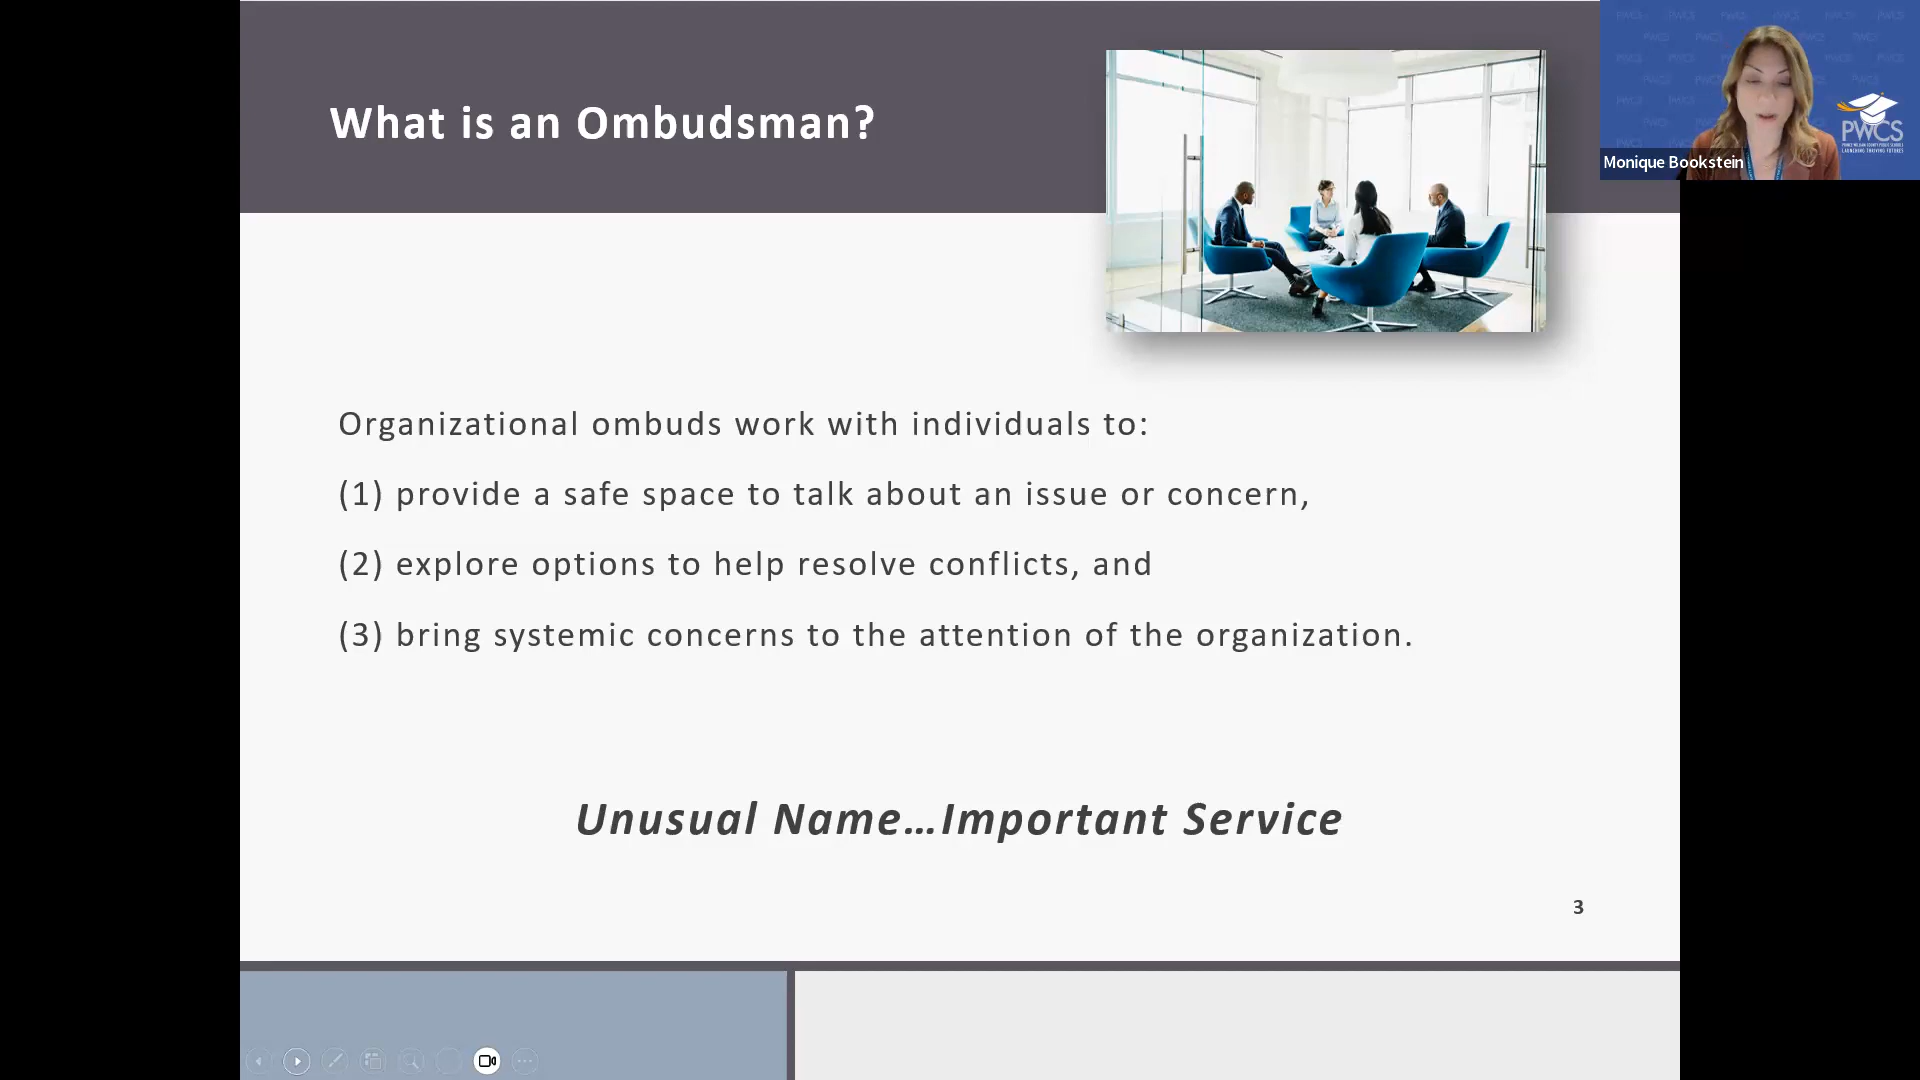 What is an Ombudsman?
PWCS
Monique Bookstein
Organizational ombuds work with individuals to:
(1) provide a safe space to talk about an issue or concern,
(2) explore options to help resolve conflicts, and
(3) bring systemic concerns to the attention of the organization.
Unusual Name…Important Service
3